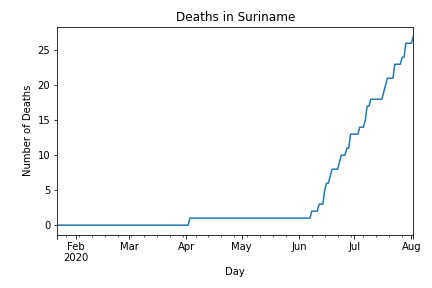 Deaths in Suriname
Number of Deaths
25
20
15
10
5
0
Feb
2020
Mar
Apr
May
Jun
Jul
Aug
Day